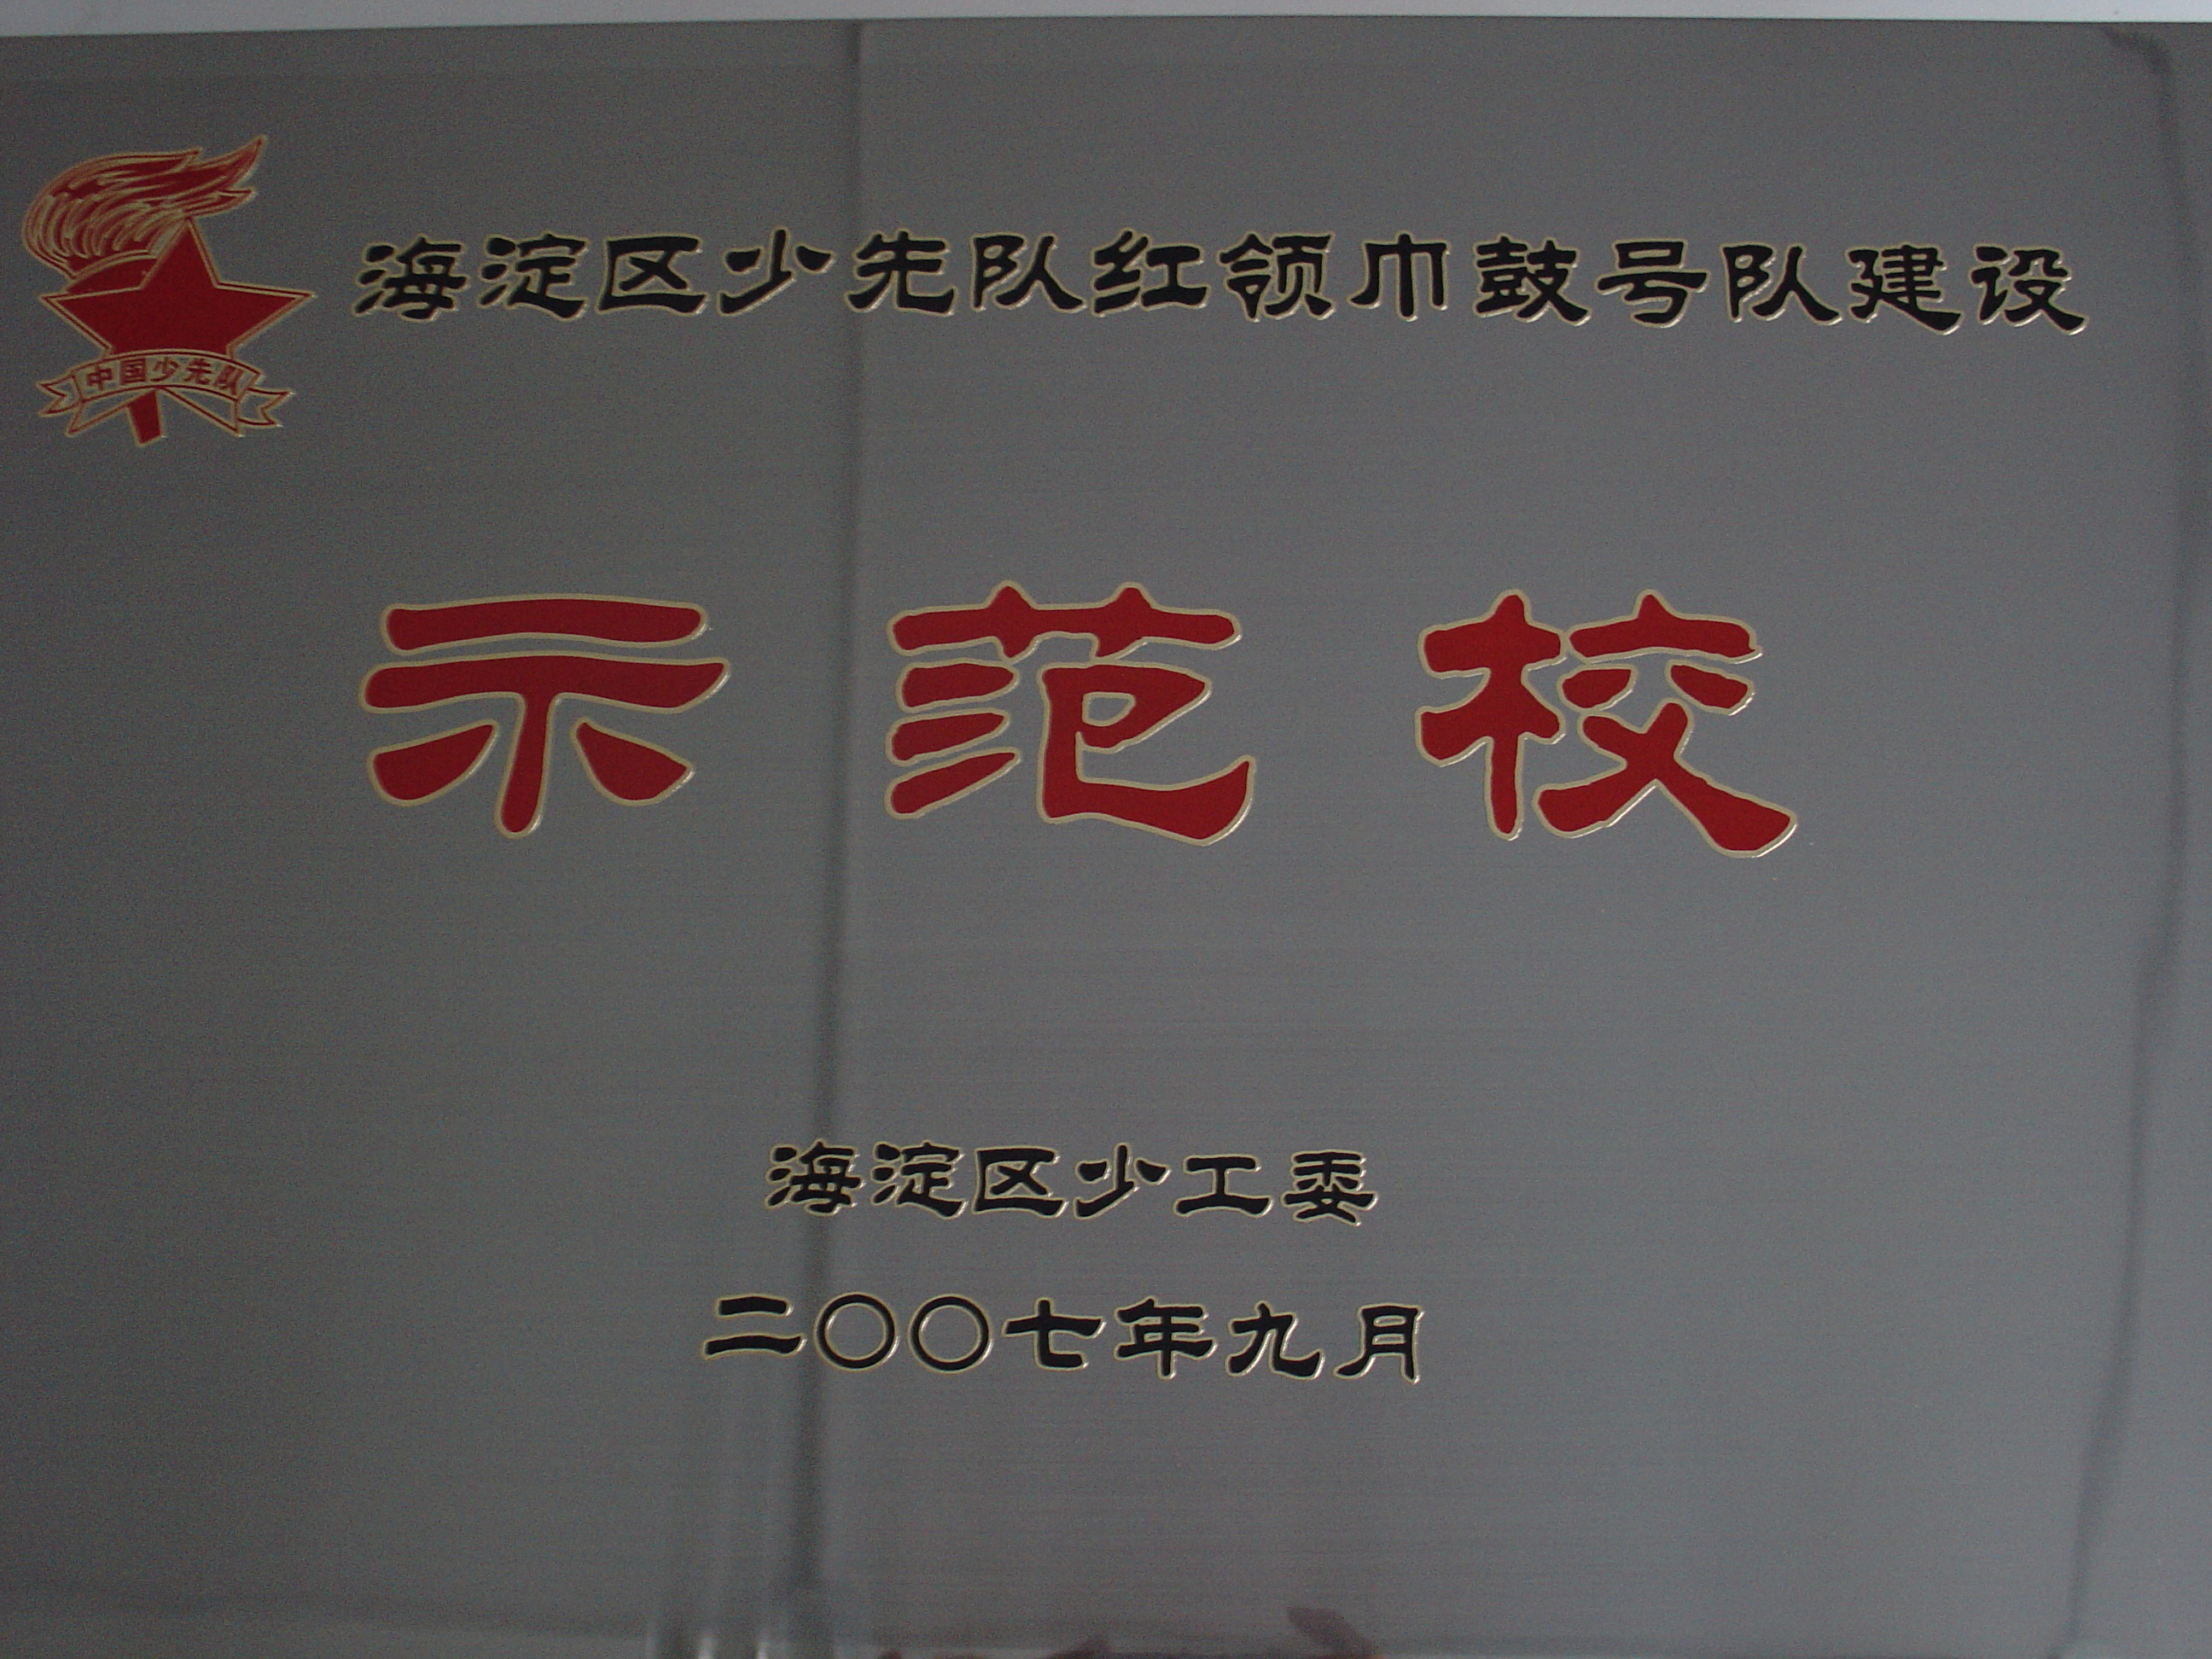 海淀区少先队红领巾鼓号队建设
中国少先队
示范校
海淀区少工委
二〇〇七年九月